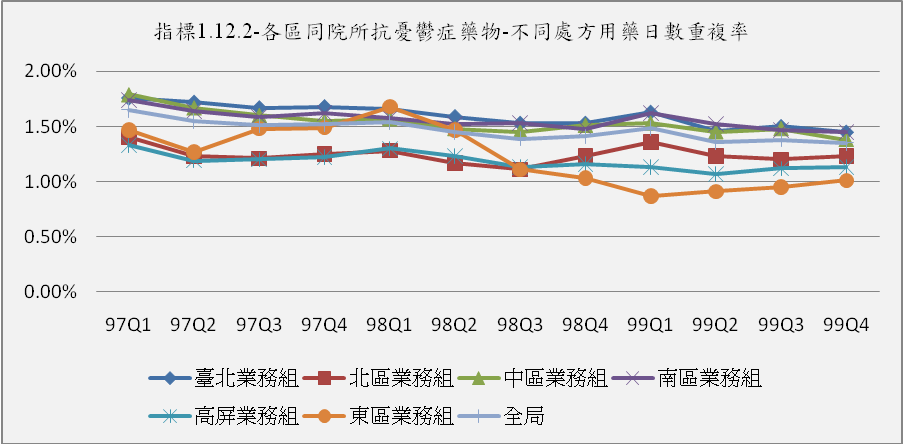 指標1.12.2-各區同院所抗憂鬱症藥物-不同處方用藥日數重複率
2.00%
1.50%
1.00%
0.50%
0.00%
97Q1 97Q2 97Q3 97Q4 98Q1 98Q2 98Q3 98Q4 99Q1 99Q2 99Q3 99Q4
臺北業務組 北區業務組 中區業務組 南區業務組
高屏業務組 東區業務組 全局